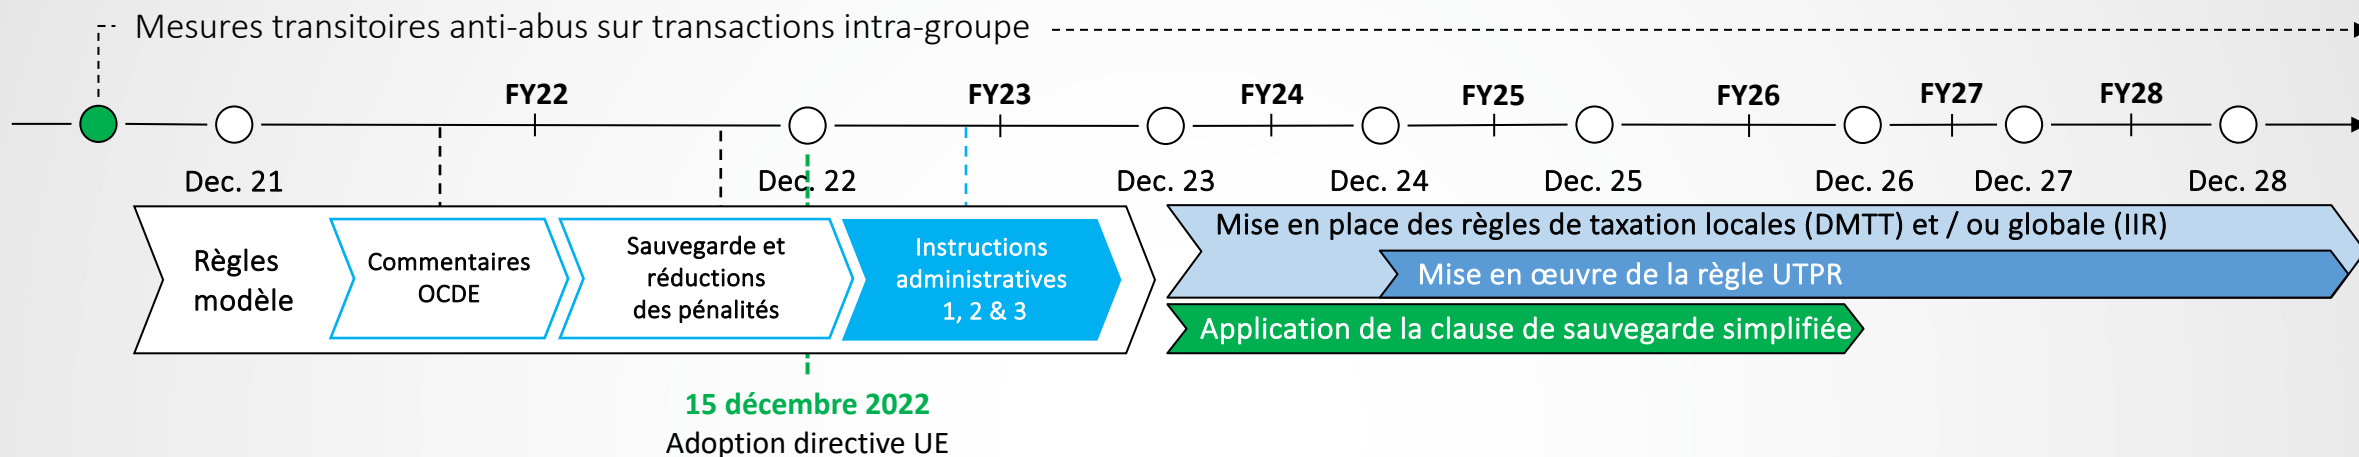 Mesures transitoires anti-abus sur transactions intra-groupe
FY22
FY23
FY24
FY25
FY26
FY27
FY28
Dec. 21
Dec. 22
Dec. 23
Dec. 24
Dec. 25
Dec. 26
Dec. 27
Dec. 28
Règles
modèle
Commentaires
OCDE
Sauvegarde et
réductions
des pénalités
Instructions
administratives
1, 2 & 3
Mise en place des règles de taxation locales (DMTT) et / ou globale (IIR)
Mise en œuvre de la règle UTPR
Application de la clause de sauvegarde simplifiée
15 décembre 2022
Adoption directive UE